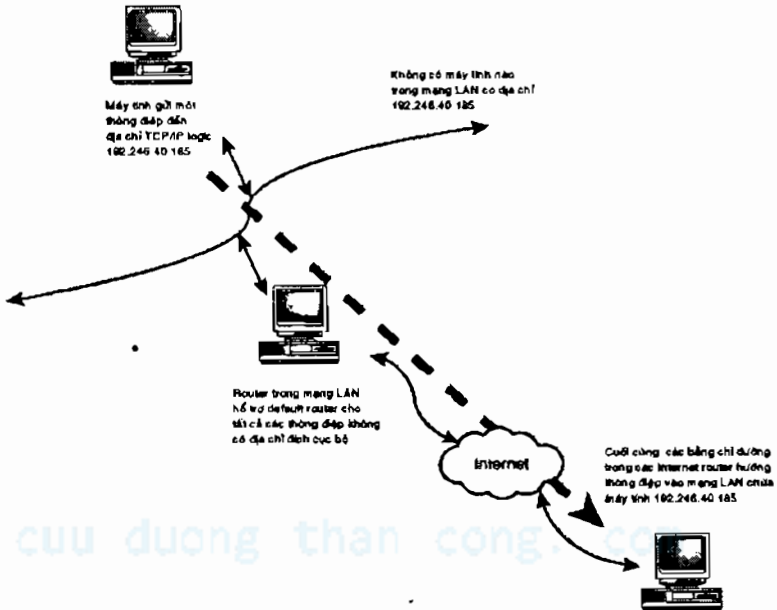 Máy tính gửi một
thông điệp đến
địa chỉ TCP/IP logic
192.246.40.185
Không có máy tính nào
trong mạng LAN có địa chỉ
192.246.40.185
Router trong mạng LAN
hỗ trợ default router cho
tất cả các thông điệp không
có địa chỉ đích cục bộ
Internet
Cuối cùng các bảng chỉ đường
trong các Internet router hướng
thông điệp vào mạng LAN chứa
máy tính 192.246.40.185
cuu duong than cong. com